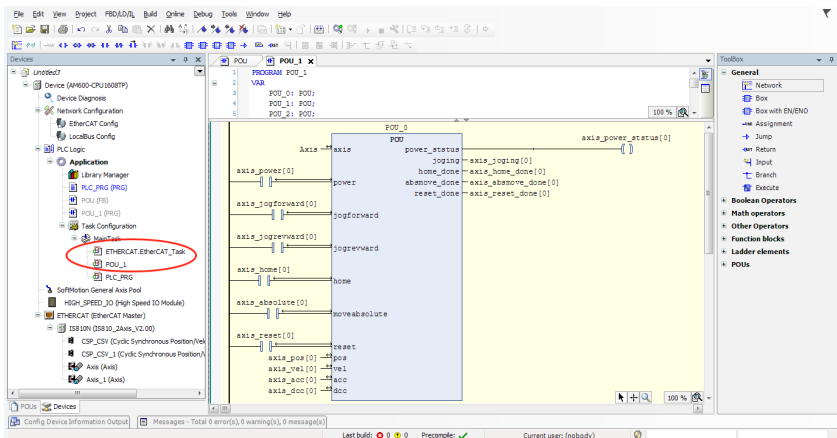 File Edit View Project FBD/LD/IL Build Online Debug Tools Window Help
Devices
Untitled3
Device (AM600-CPU1608TP)
Device Diagnosis
Network Configuration
EtherCAT Config
LocalBus Config
PLC Logic
Application
Library Manager
PLC_PRG (PRG)
POU (FB)
POU_1 (PRG)
Task Configuration
MainTask
ETHERCAT.EtherCAT_Task
POU_1
PLC_PRG
SoftMotion General Axis Pool
HIGH_SPEED_IO (High Speed IO Module)
ETHERCAT (EtherCAT Master)
IS810N (IS810_2Axis_V2.00)
CSP_CSV (Cyclic Synchronous Position/Vel
CSP_CSV_1 (Cyclic Synchronous Position/V
Axis (Axis)
Axis_1 (Axis)
POUs Devices
POU POU_1 X
1 PROGRAM POU_1
2 VAR
3 POU_0: POU;
4 POU_1: POU;
5 POU_2: POU;
100 %
POU_0
POU
Axis axis power_ststus axis_power_ststus[0]
joging axis_joging[0]
axis_power[0] home_done axis_home_done[0]
power absmove_done axis_absmove_done[0]
reset_done axis_reset_done[0]
axis_jogforward[0]
jogforward
axis_jogrevward[0]
jogrevward
axis_home[0]
home
axis_absolute[0]
moveabsolute
axis_reset[0]
reset
axis_pos[0] pos
axis_vel[0] vel
axis_acc[0] acc
axis_dcc[0] dcc
100 %
ToolBox
General
Network
Box
Box with EN/ENO
Assignment
Jump
Return
Input
Branch
Execute
Boolean Operators
Math operators
Other Operators
Function blocks
Ladder elements
POUs
Config Device Information Output Messages - Total 0 error(s), 0 warning(s), 0 message(s)
Last build: 0 0 Precompile: Current user: (nobody)